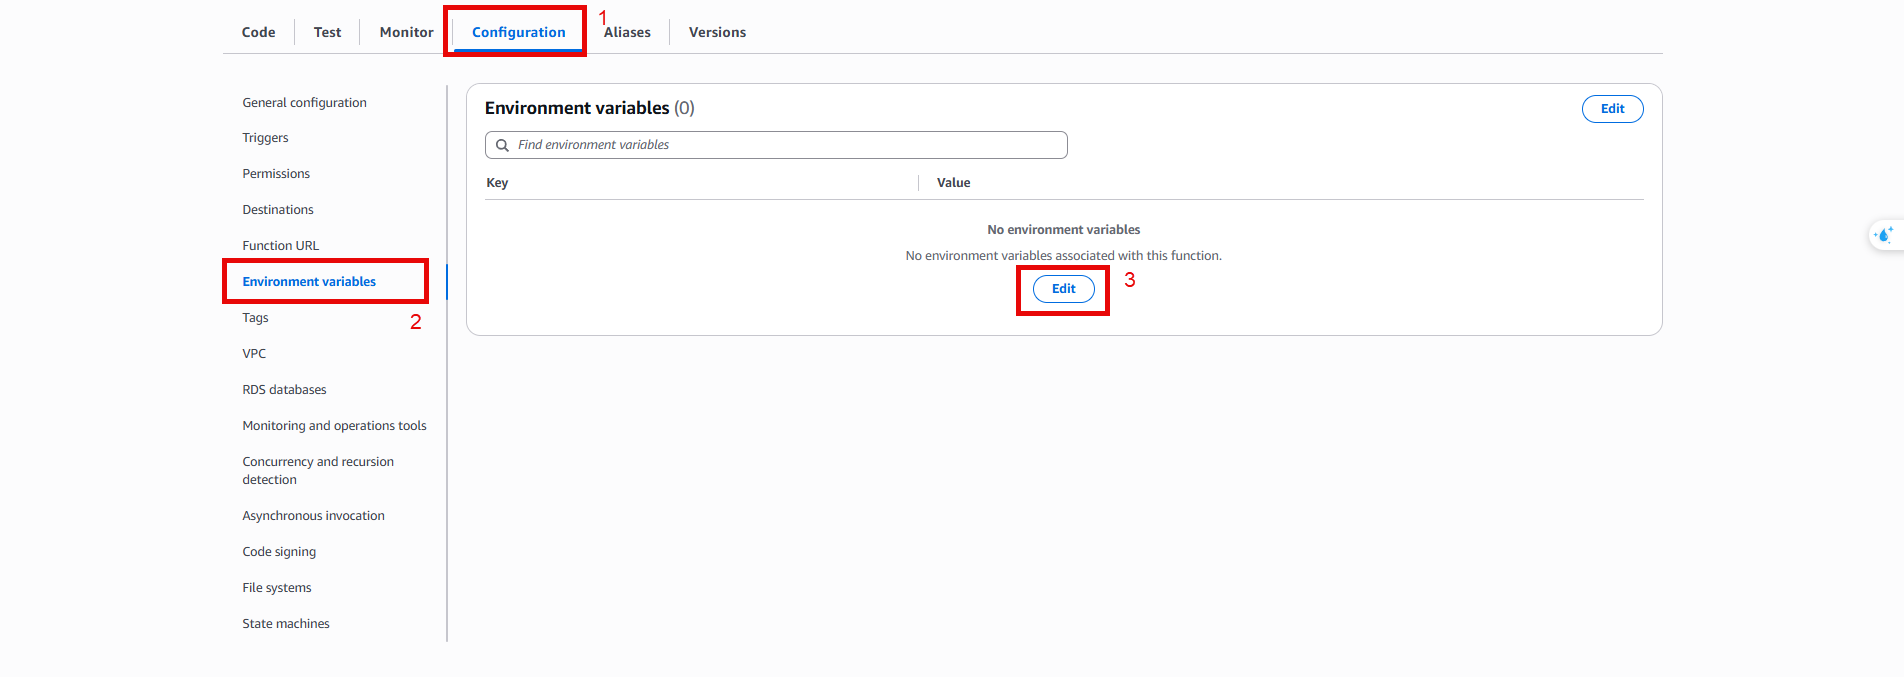 Code
Test
Monitor
Configuration
1
Aliases
Versions
General configuration
Triggers
Permissions
Destinations
Function URL
Environment variables
2
Tags
VPC
RDS databases
Monitoring and operations tools
Concurrency and recursion
detection
Asynchronous invocation
Code signing
File systems
State machines
Environment variables (0)
Edit
Find environment variables
Key
Value
No environment variables
No environment variables associated with this function.
Edit
3